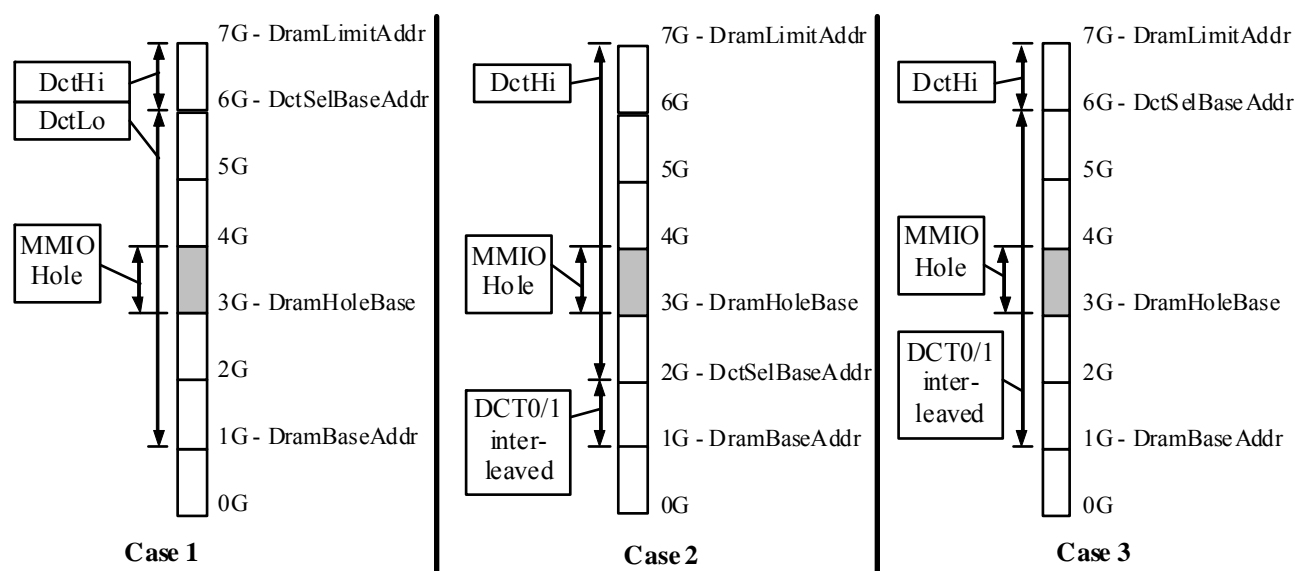 7G - DramLimitAddr
DctHi
6G - DctSelBaseAddr
DctLo
5G
4G
MMIO
Hole
3G - DramHoleBase
2G
1G - DramBaseAddr
0G
Case 1
7G - DramLimitAddr
DctHi
6G
5G
4G
MMIO
Hole
3G - DramHoleBase
2G - DctSelBaseAddr
DCT0/1
inter-
leaved
1G - DramBaseAddr
0G
Case 2
7G - DramLimitAddr
DctHi
6G - DctSelBaseAddr
5G
4G
MMIO
Hole
3G - DramHoleBase
DCT0/1
inter-
leaved
2G
1G - DramBaseAddr
0G
Case 3